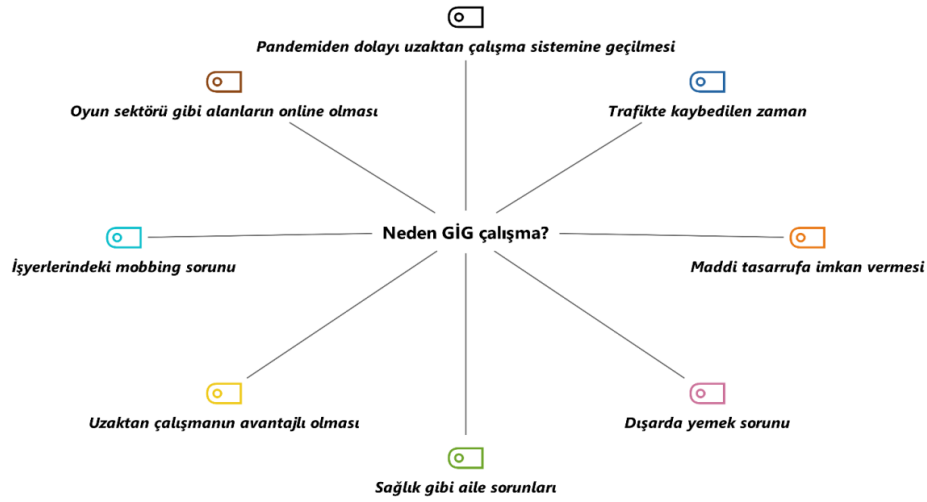 Pandemiden dolayı uzaktan çalışma sistemine geçilmesi
Oyun sektörü gibi alanların online olması
Trafikte kaybedilen zaman
Neden GİG çalışma?
İşyerlerindeki mobbing sorunu
Maddi tasarrufa imkan vermesi
Uzaktan çalışmanın avantajlı olması
Dışarda yemek sorunu
Sağlık gibi aile sorunları